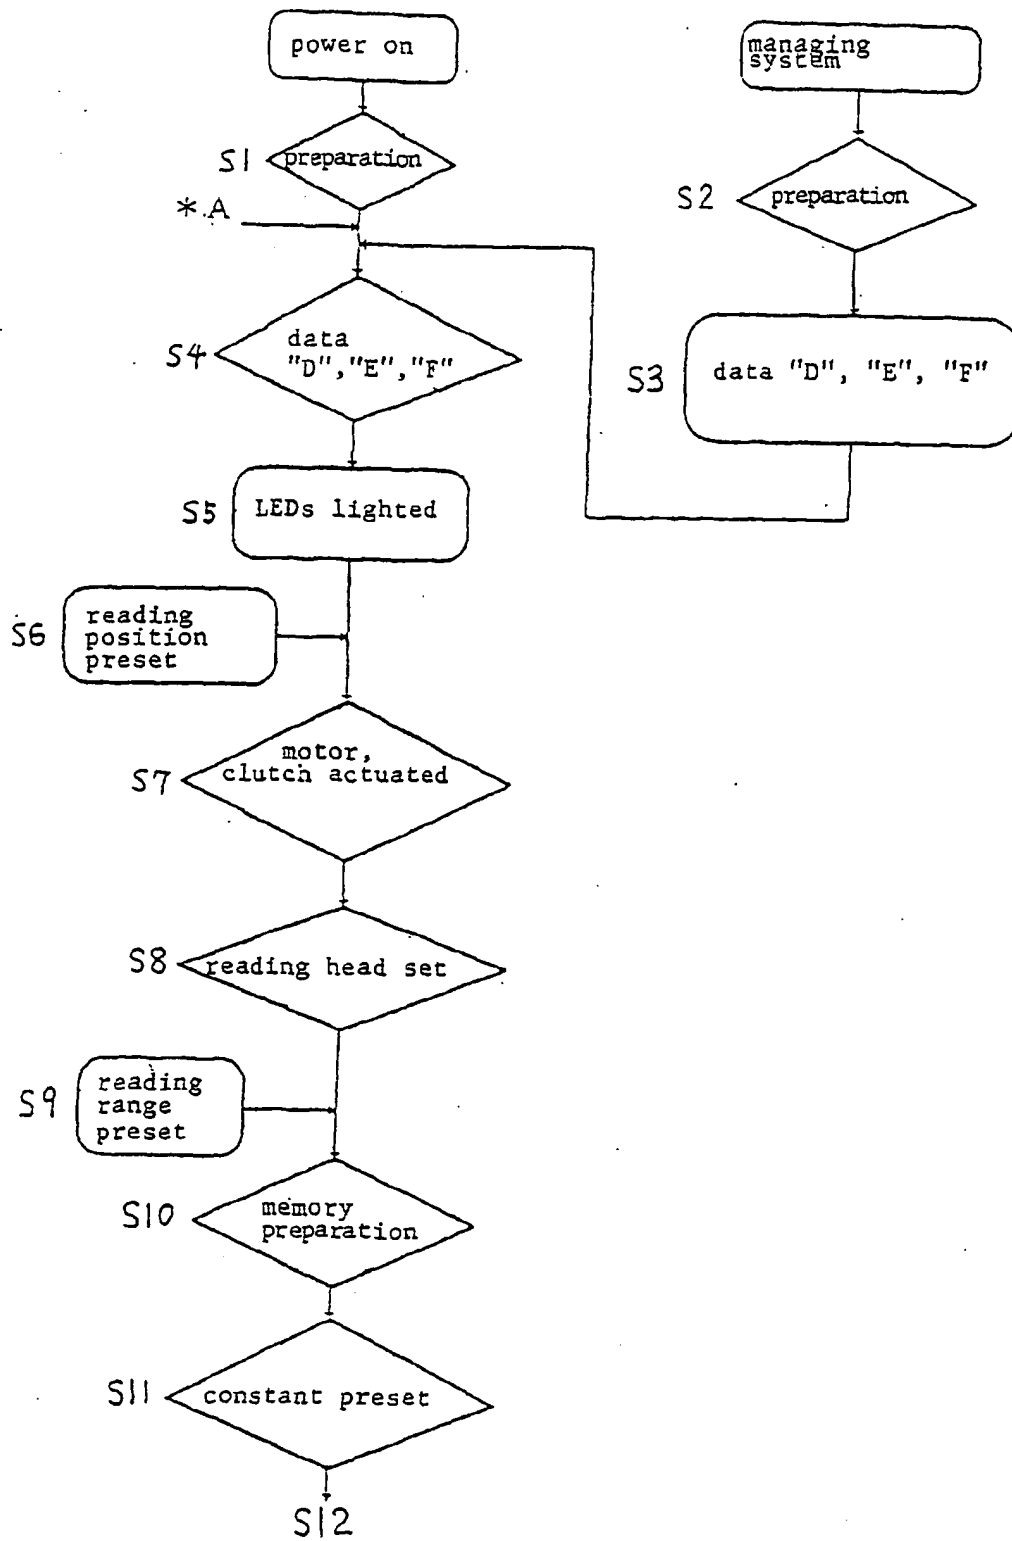 power on
managing
system
S1
preparation
S2
preparation
*.A
S4
data
"D","E","F"
S3
data "D", "E", "F"
S5
LEDs lighted
S6
reading
position
preset
S7
motor,
clutch actuated
S8
reading head set
S9
reading
range
preset
S10
memory
preparation
S11
constant preset
S12